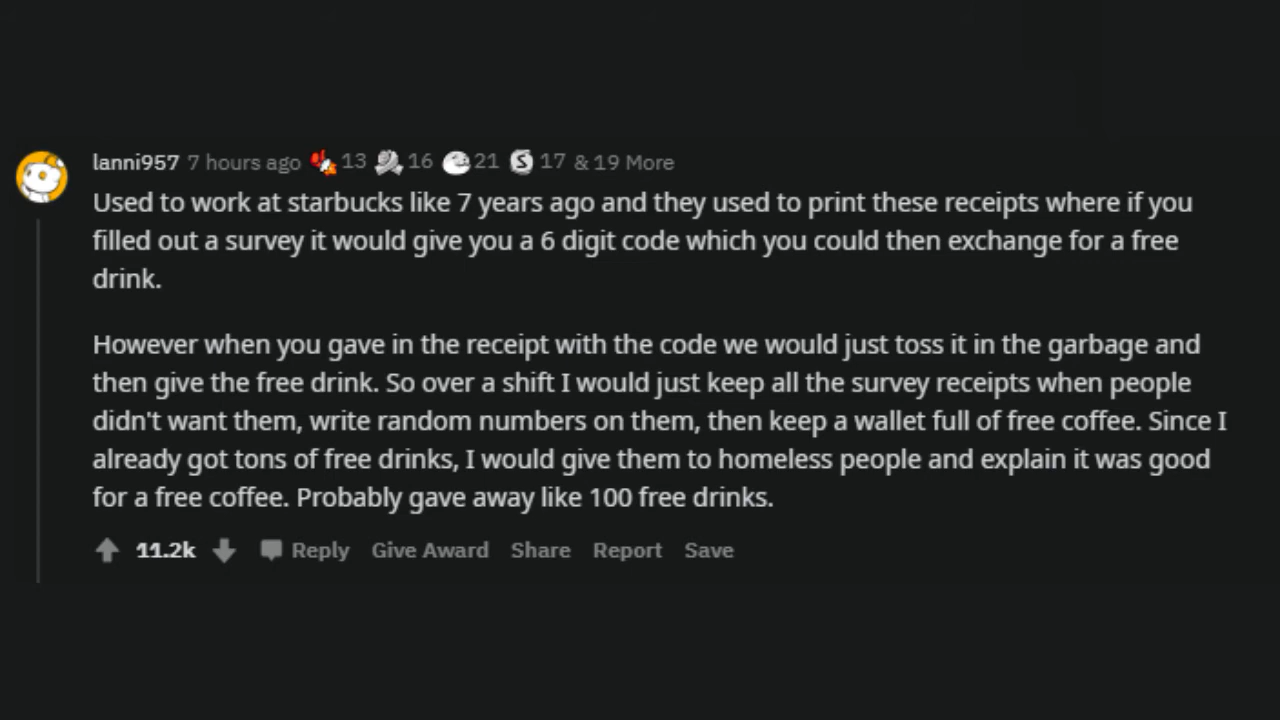 lanni957 7 hours ago 13 16 21 S 17 & 19 More
Used to work at starbucks like 7 years ago and they used to print these receipts where if you
filled out a survey it would give you a 6 digit code which you could then exchange for a free
drink.
However when you gave in the receipt with the code we would just toss it in the garbage and
then give the free drink. So over a shift I would just keep all the survey receipts when people
didn't want them, write random numbers on them, then keep a wallet full of free coffee. Since I
already got tons of free drinks, I would give them to homeless people and explain it was good
for a free coffee. Probably gave away like 100 free drinks.
11.2k Reply Give Award Share Report Save